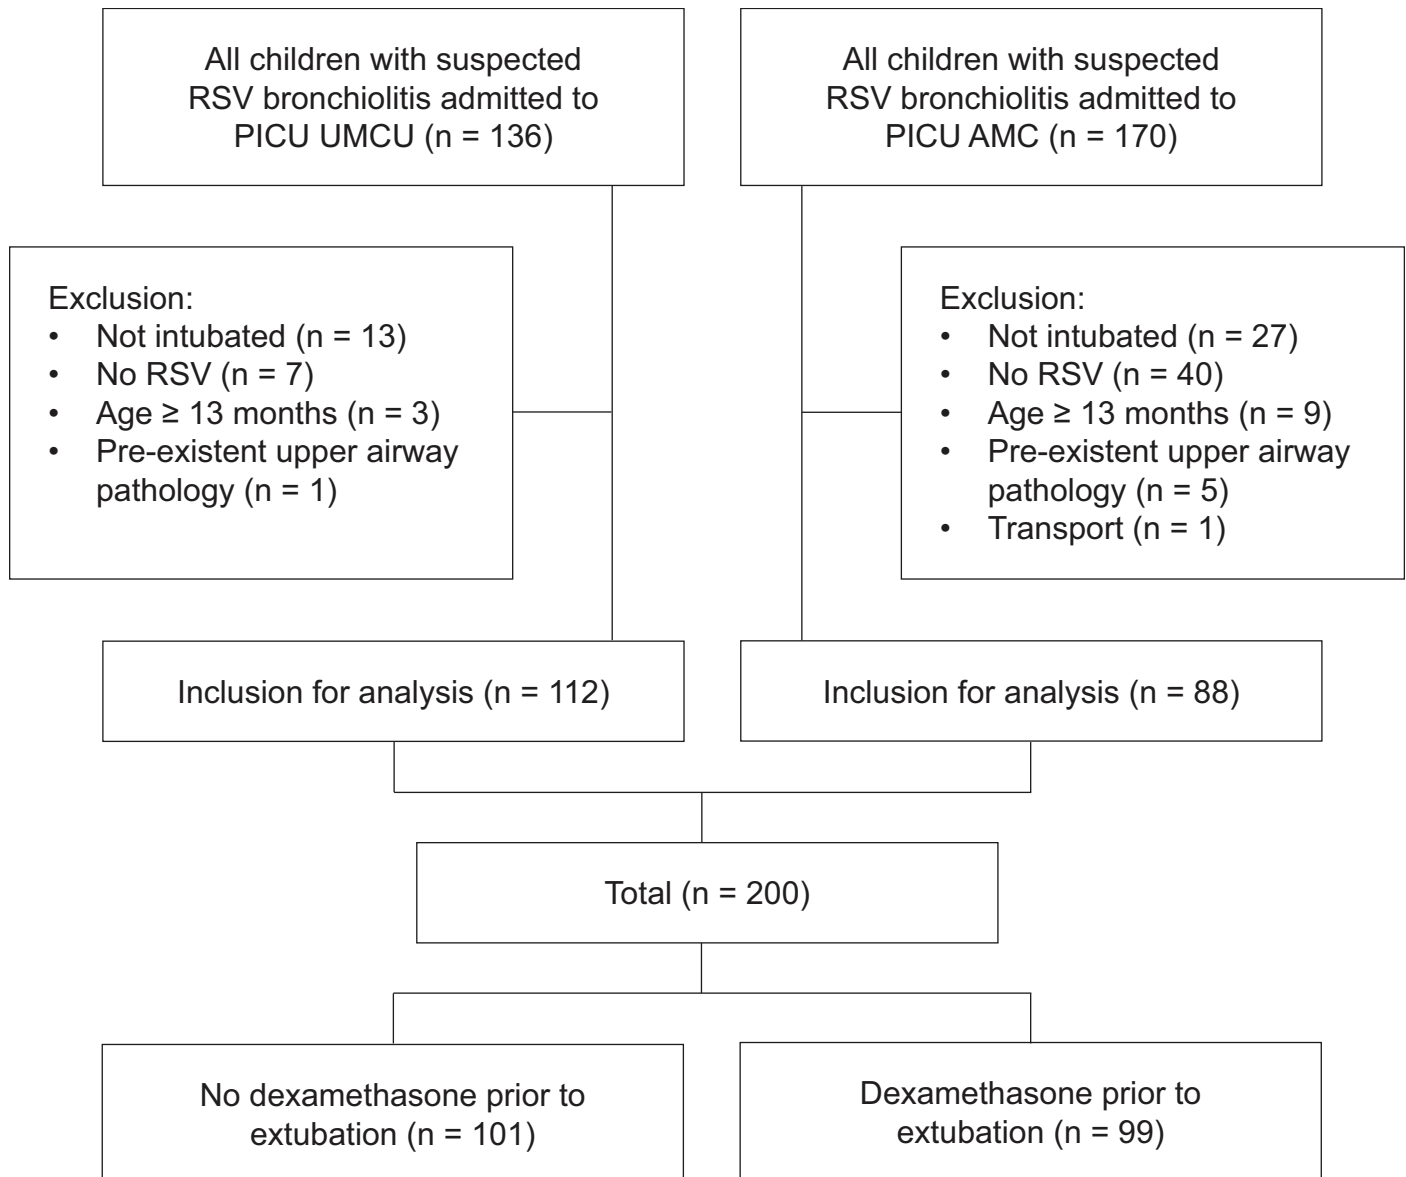 All children with suspected
RSV bronchiolitis admitted to
PICU UMCU (n = 136)
All children with suspected
RSV bronchiolitis admitted to
PICU AMC (n = 170)
Exclusion:
• Not intubated (n = 13)
• No RSV (n = 7)
• Age ≥ 13 months (n = 3)
• Pre-existent upper airway
pathology (n = 1)
Exclusion:
• Not intubated (n = 27)
• No RSV (n = 40)
• Age ≥ 13 months (n = 9)
• Pre-existent upper airway
pathology (n = 5)
• Transport (n = 1)
Inclusion for analysis (n = 112)
Inclusion for analysis (n = 88)
Total (n = 200)
No dexamethasone prior to
extubation (n = 101)
Dexamethasone prior to
extubation (n = 99)